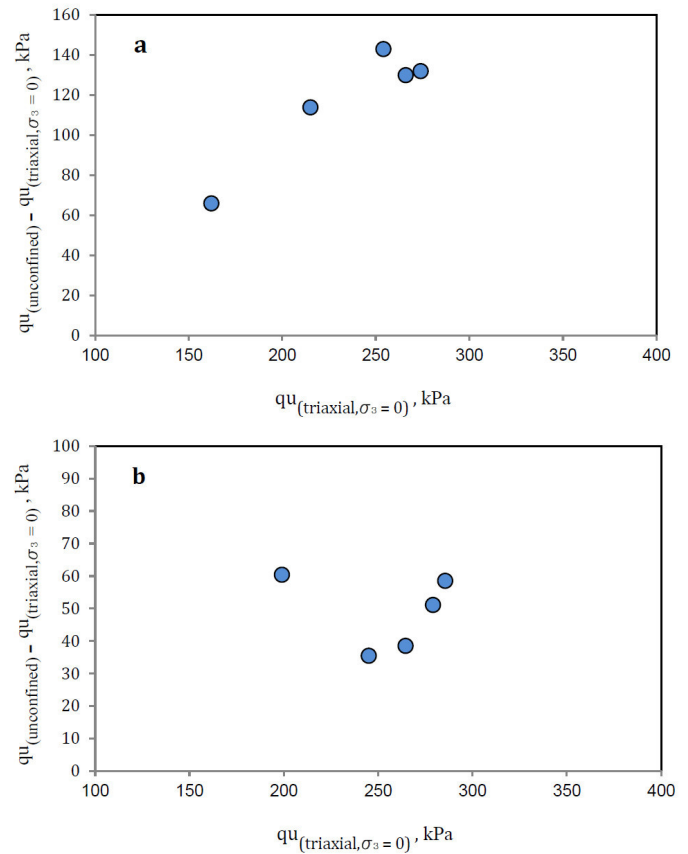 a
qu(unconfined) – qu(triaxial,σ3 = 0) , kPa
160
140
120
100
80
60
40
20
0
100 150 200 250 300 350 400
qu(triaxial,σ3 = 0) , kPa
b
qu(unconfined) – qu(triaxial,σ3 = 0) , kPa
100
90
80
70
60
50
40
30
20
10
0
100 150 200 250 300 350 400
qu(triaxial,σ3 = 0) , kPa